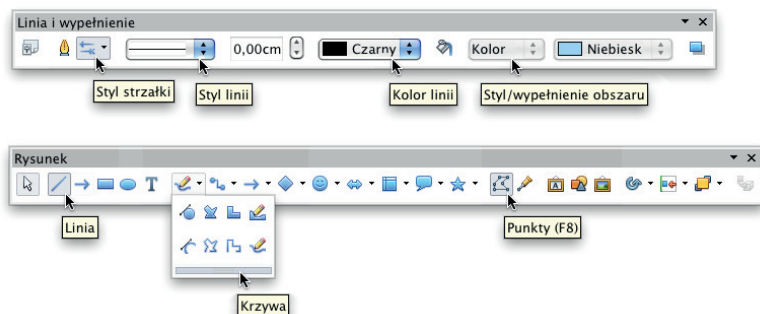 Linia i wypełnienie
0,00cm Czarny Kolor Niebiesk
Styl strzałki Styl linii Kolor linii Styl/wypełnienie obszaru
Rysunek
T A
Linia Punkty (F8)
Krzywa